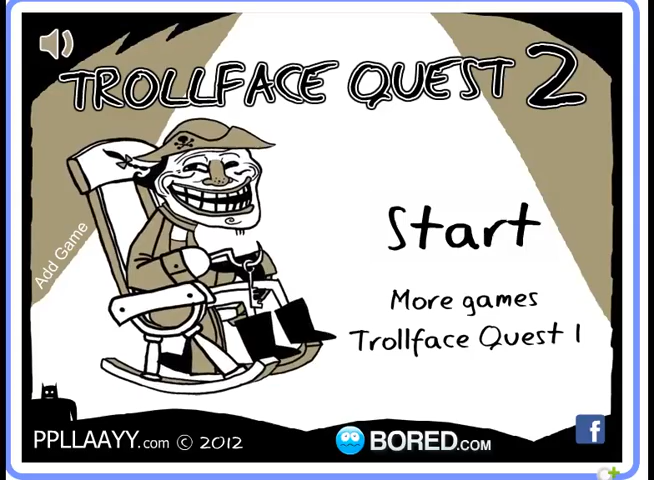 TROLLFACE QUEST 2
Start
Add Game
More games
Trollface Quest 1
PPLLAAYY.com © 2012
BORED.COM
f